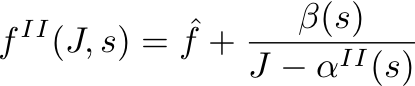 f^{II}(J, s) = \hat{f} + \frac{\beta(s)}{J - \alpha^{II}(s)}